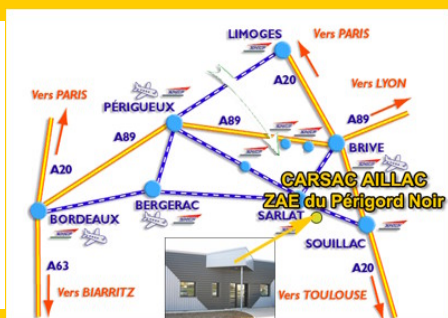 LIMOGES
Vers PARIS
A20
Vers LYON
Vers PARIS
PÉRIGUEUX
A89
A89
A89
A20
BRIVE
CARSAC AILLAC
ZAE du Périgord Noir
BERGERAC
SARLAT
BORDEAUX
SOUILLAC
A63
A20
Vers BIARRITZ
Vers TOULOUSE